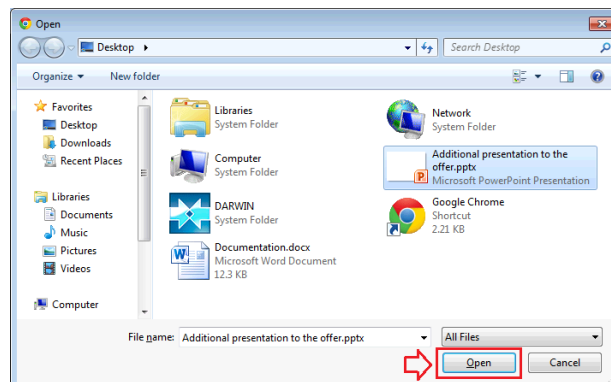 Open
Desktop
Search Desktop
Organize
New folder
Favorites
Desktop
Downloads
Recent Places
Libraries
Documents
Music
Pictures
Videos
Computer
Libraries
System Folder
Network
System Folder
Computer
System Folder
Additional presentation to the
offer.pptx
Microsoft PowerPoint Presentation
DARWIN
System Folder
Google Chrome
Shortcut
2.21 KB
Documentation.docx
Microsoft Word Document
12.3 KB
File name: Additional presentation to the offer.pptx
All Files
Open
Cancel